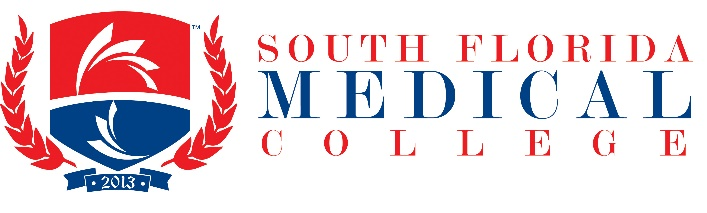 SOUTH FLORIDA
MEDICAL
COLLEGE
TM
2013